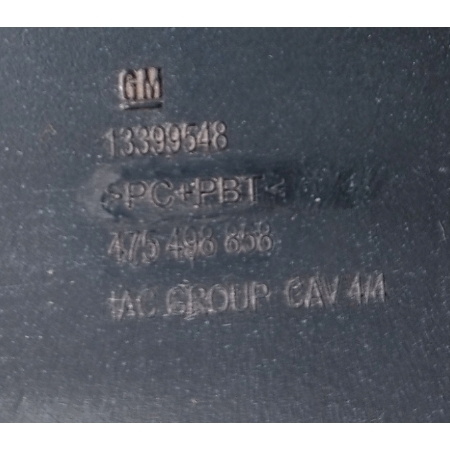 GM
13399548
>PC+PBT<
475 498 858
IAC GROUP CAV 4/4